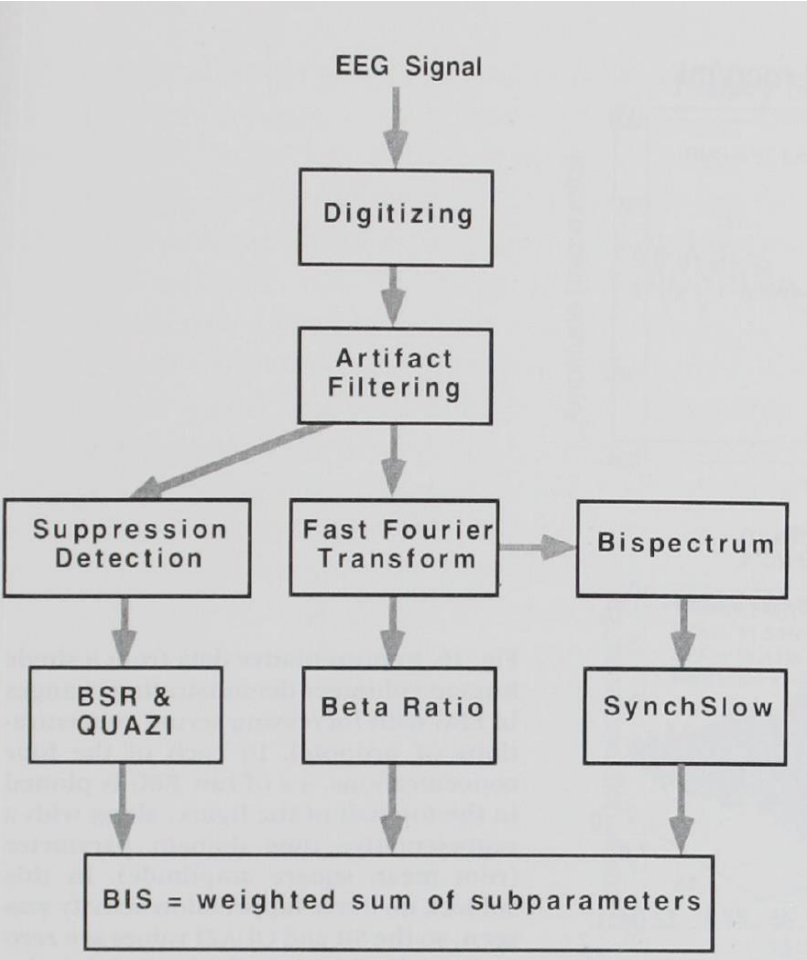 EEG Signal
Digitizing
Artifact
Filtering
Suppression
Detection
Fast Fourier
Transform
Bispectrum
BSR &
QUAZI
Beta Ratio
SynchSlow
BIS = weighted sum of subparameters